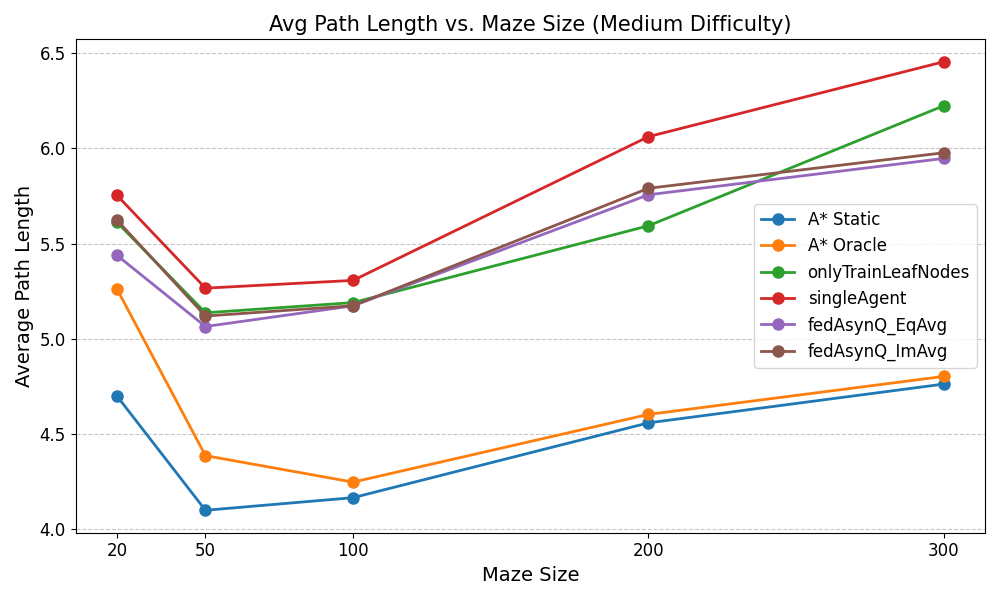 Avg Path Length vs. Maze Size (Medium Difficulty)
Average Path Length
6.5
6.0
5.5
5.0
4.5
4.0
A* Static
A* Oracle
onlyTrainLeafNodes
singleAgent
fedAsynQ_EqAvg
fedAsynQ_ImAvg
20 50 100 200 300
Maze Size